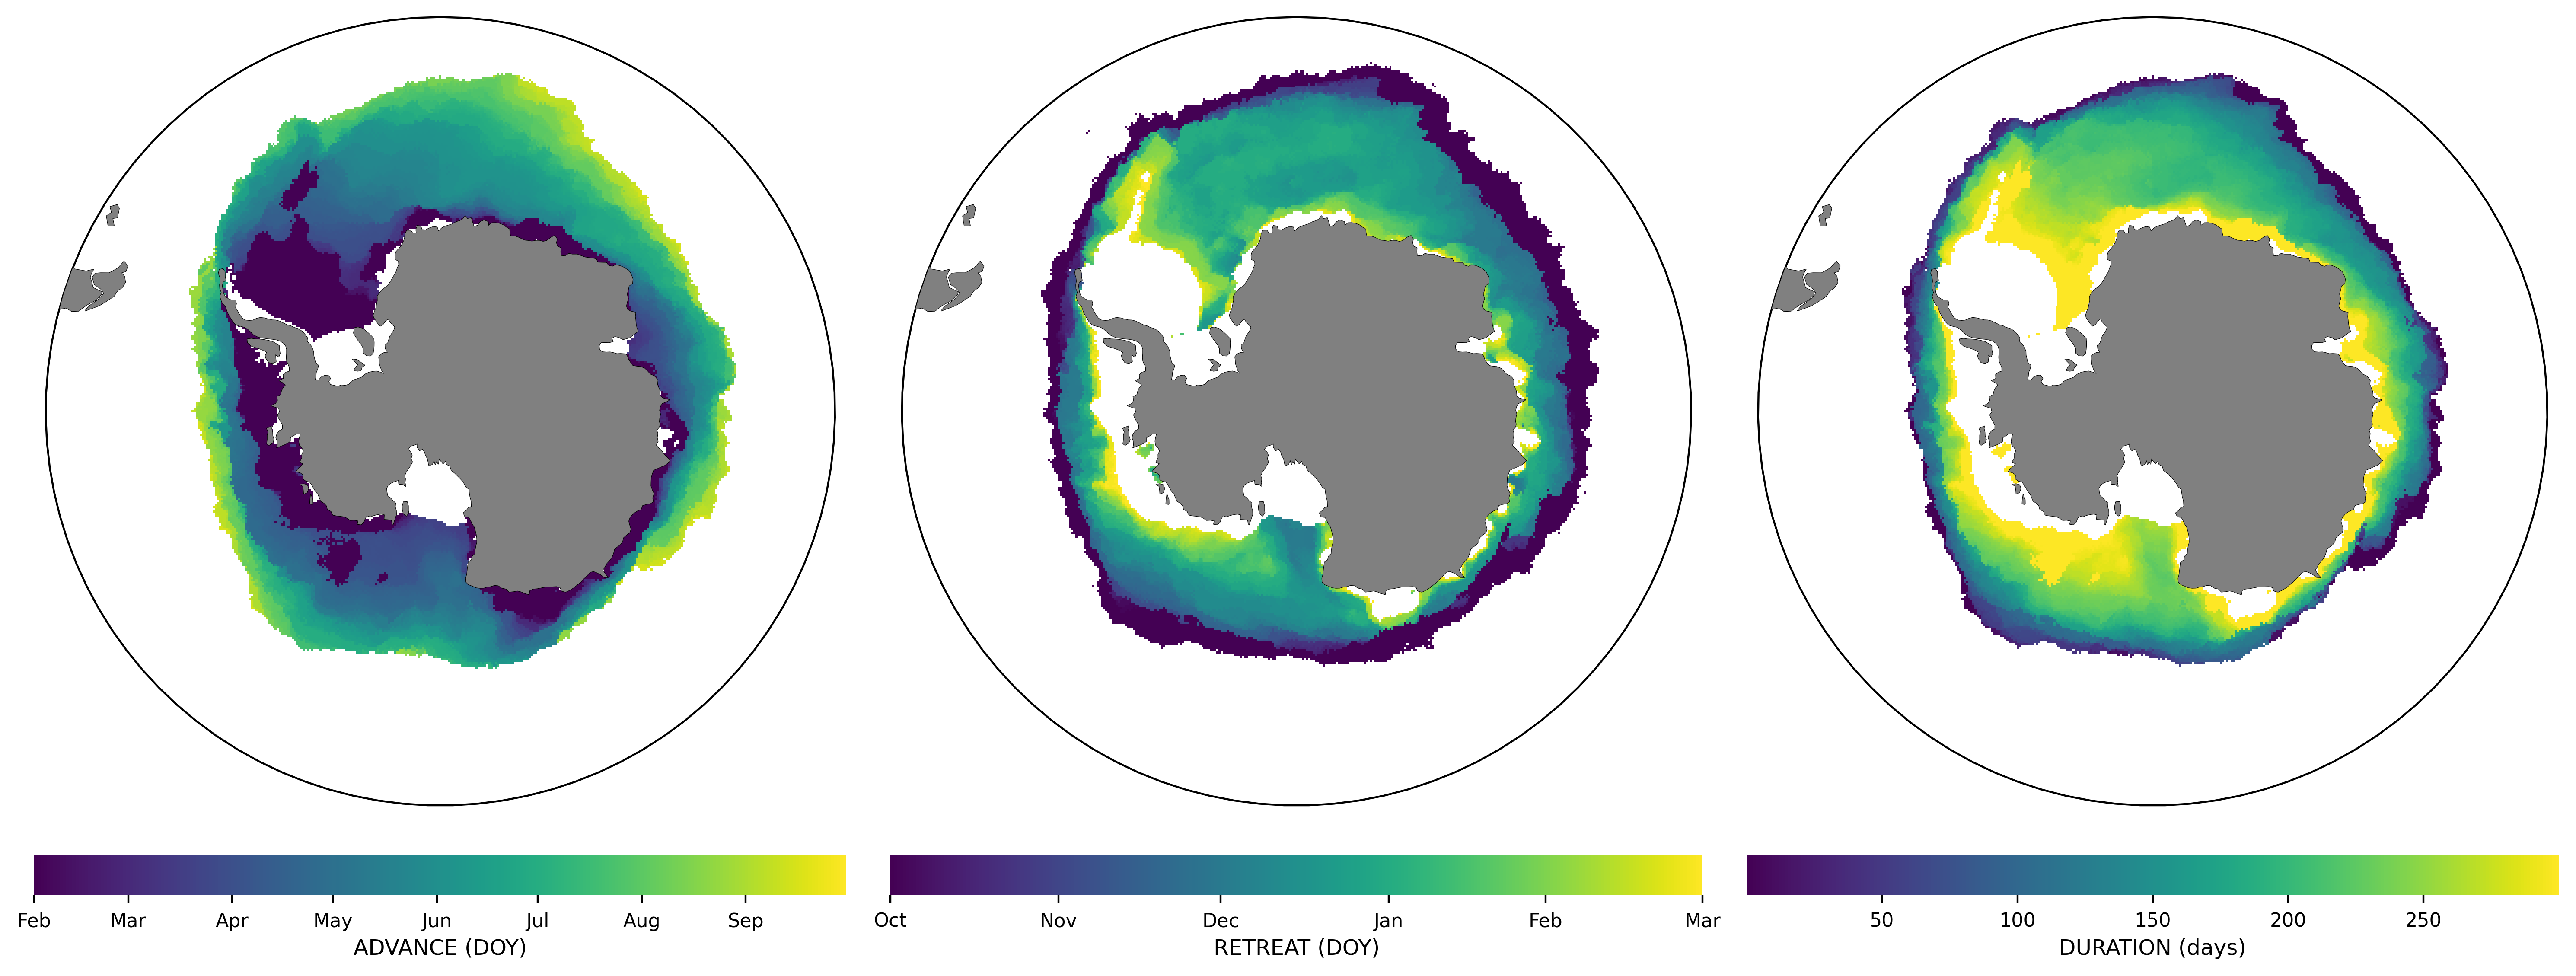 Feb Mar Apr May Jun Jul Aug Sep
ADVANCE (DOY)
Oct Nov Dec Jan Feb Mar
RETREAT (DOY)
50 100 150 200 250
DURATION (days)